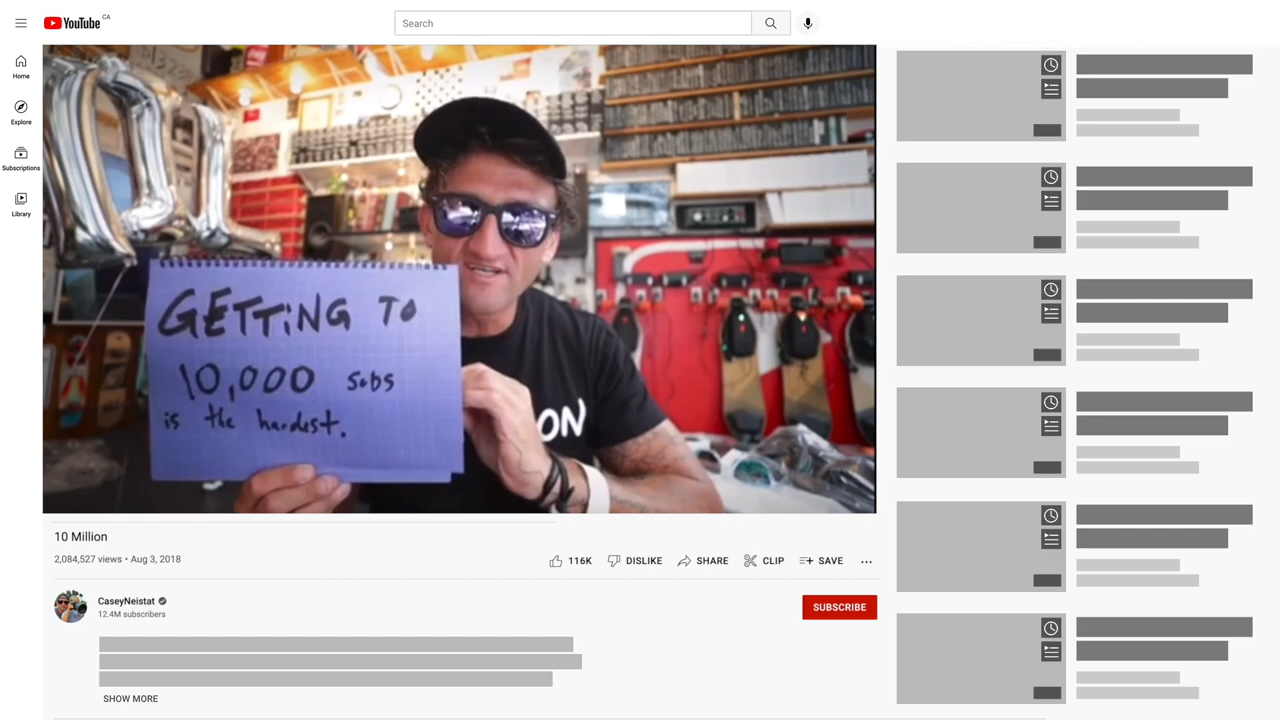 YouTube CA
Search
Home
Explore
Subscriptions
Library
GETTING TO
10,000 subs
is the hardest.
ON
10 Million
2,084,527 views • Aug 3, 2018
116K
DISLIKE
SHARE
CLIP
SAVE
CaseyNeistat
12.4M subscribers
SUBSCRIBE
SHOW MORE